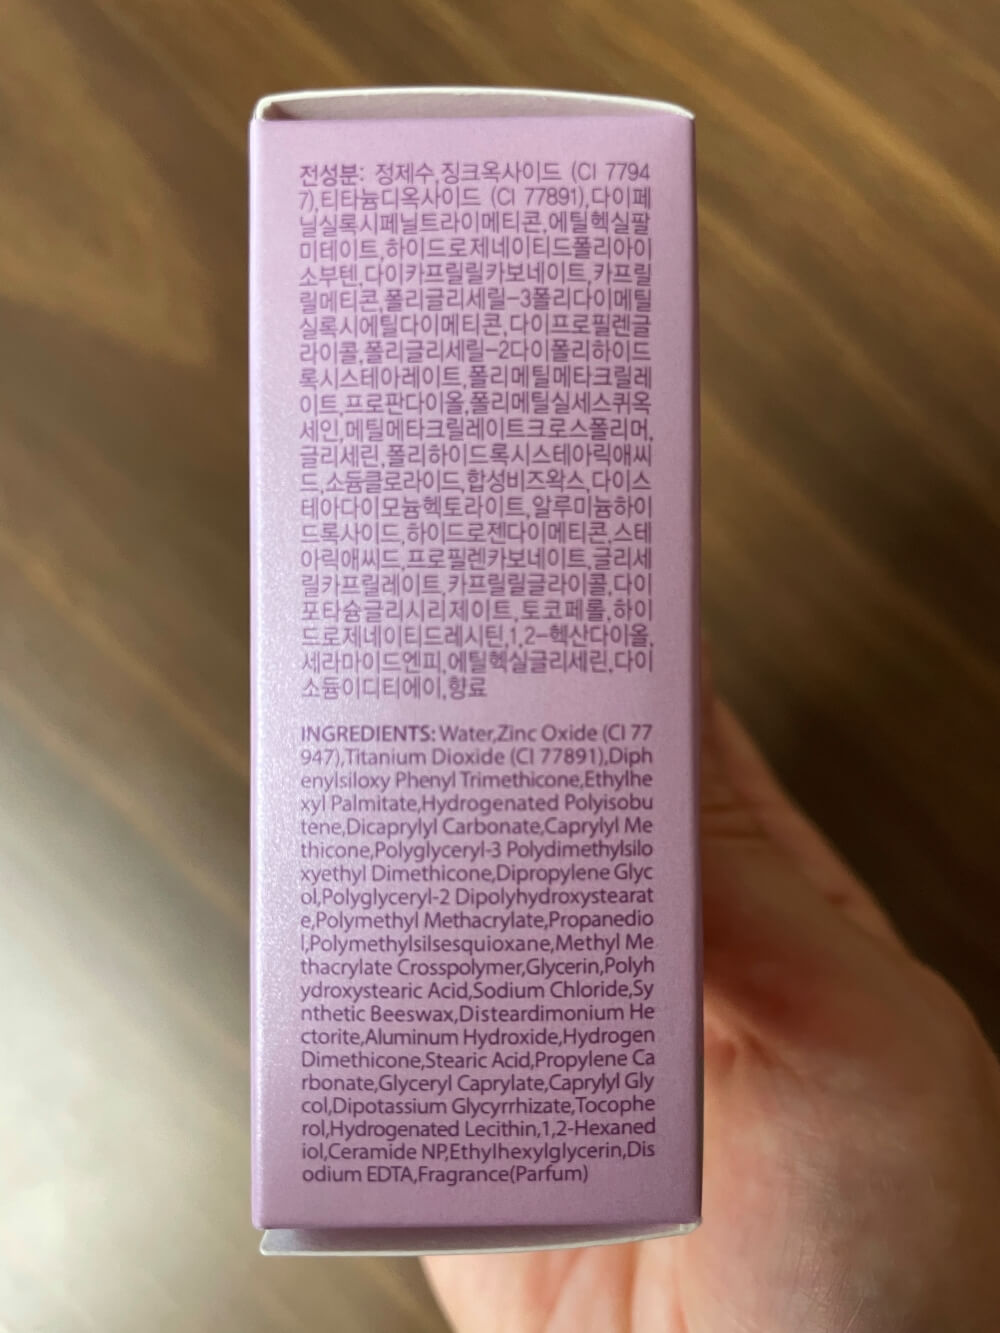 전성분: 정제수,징크옥사이드 (CI 7794
7),티타늄디옥사이드 (CI 77891),다이페
닐실록시페닐트라이메티콘,에틸헥실팔
미테이트,하이드로제네이티드폴리아이
소부텐,다이카프릴릴카보네이트,카프릴
릴메티콘,폴리글리세릴-3폴리다이메틸
실록시에틸다이메티콘,다이프로필렌글
라이콜,폴리글리세릴-2다이폴리하이드
록시스테아레이트,폴리메틸메타크릴레
이트,프로판다이올,폴리메틸실세스퀴옥
세인,메틸메타크릴레이트크로스폴리머,
글리세린,폴리하이드록시스테아릭애씨
드,소듐클로라이드,합성비즈왁스,다이스
테아다이모늄헥토라이트,알루미늄하이
드록사이드,하이드로젠다이메티콘,스테
아릭애씨드,프로필렌카보네이트,글리세
릴카프릴레이트,카프릴릴글라이콜,다이
포타슘글리시리제이트,토코페롤,하이
드로제네이티드레시틴,1,2-헥산다이올,
세라마이드엔피,에틸헥실글리세린,다이
소듐이디티에이,향료
INGREDIENTS: Water,Zinc Oxide (CI 77
947),Titanium Dioxide (CI 77891),Diph
enylsiloxy Phenyl Trimethicone,Ethylhe
xyl Palmitate,Hydrogenated Polyisobu
tene,Dicaprylyl Carbonate,Caprylyl Me
thicone,Polyglyceryl-3 Polydimethylsilo
xyethyl Dimethicone,Dipropylene Glyc
ol,Polyglyceryl-2 Dipolyhydroxystearat
e,Polymethyl Methacrylate,Propanedio
l,Polymethylsilsesquioxane,Methyl Me
thacrylate Crosspolymer,Glycerin,Polyh
ydroxystearic Acid,Sodium Chloride,Sy
nthetic Beeswax,Disteardimonium He
ctorite,Aluminum Hydroxide,Hydrogen
Dimethicone,Stearic Acid,Propylene Ca
rbonate,Glyceryl Caprylate,Caprylyl Gly
col,Dipotassium Glycyrrhizate,Tocophe
rol,Hydrogenated Lecithin,1,2-Hexaned
iol,Ceramide NP,Ethylhexylglycerin,Dis
odium EDTA,Fragrance(Parfum)